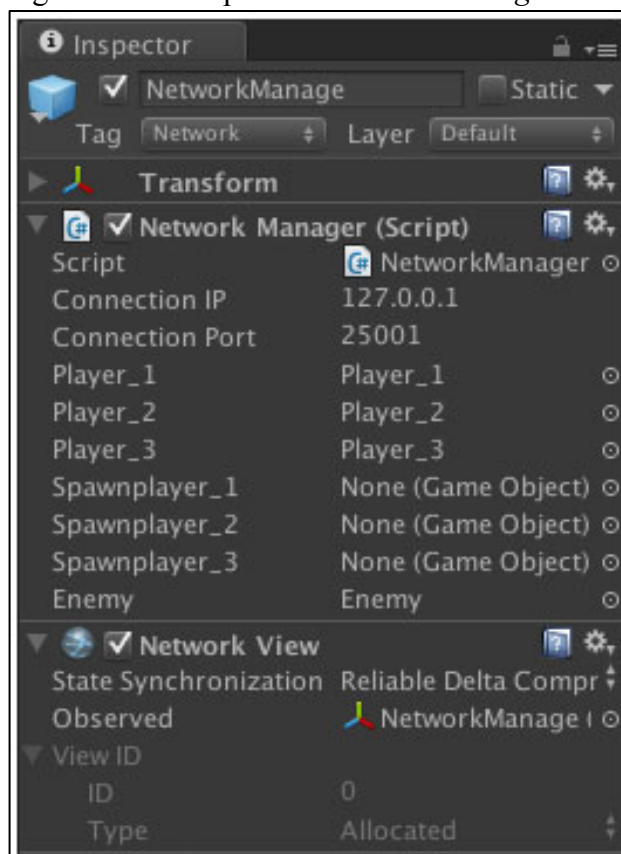 Inspector
NetworkManage Static
Tag Network Layer Default
Transform
Network Manager (Script)
Script NetworkManager
Connection IP 127.0.0.1
Connection Port 25001
Player_1 Player_1
Player_2 Player_2
Player_3 Player_3
Spawnplayer_1 None (Game Object)
Spawnplayer_2 None (Game Object)
Spawnplayer_3 None (Game Object)
Enemy Enemy
Network View
State Synchronization Reliable Delta Compr
Observed NetworkManage (
View ID
ID 0
Type Allocated